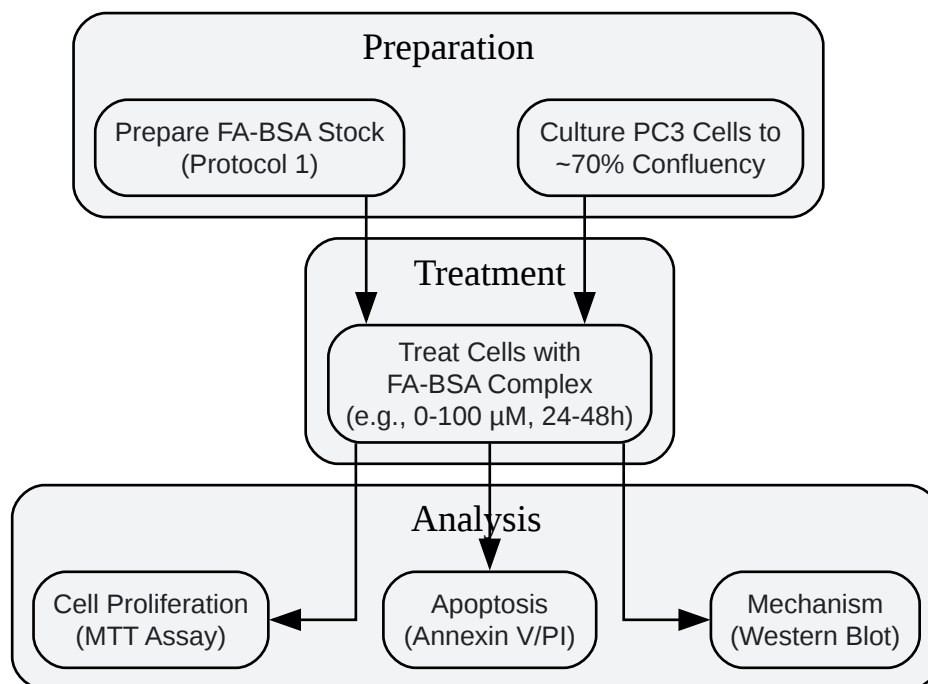 Preparation
Prepare FA-BSA Stock
(Protocol 1)
Culture PC3 Cells to
~70% Confluency
Treatment
Treat Cells with
FA-BSA Complex
(e.g., 0-100 µM, 24-48h)
Analysis
Cell Proliferation
(MTT Assay)
Apoptosis
(Annexin V/PI)
Mechanism
(Western Blot)